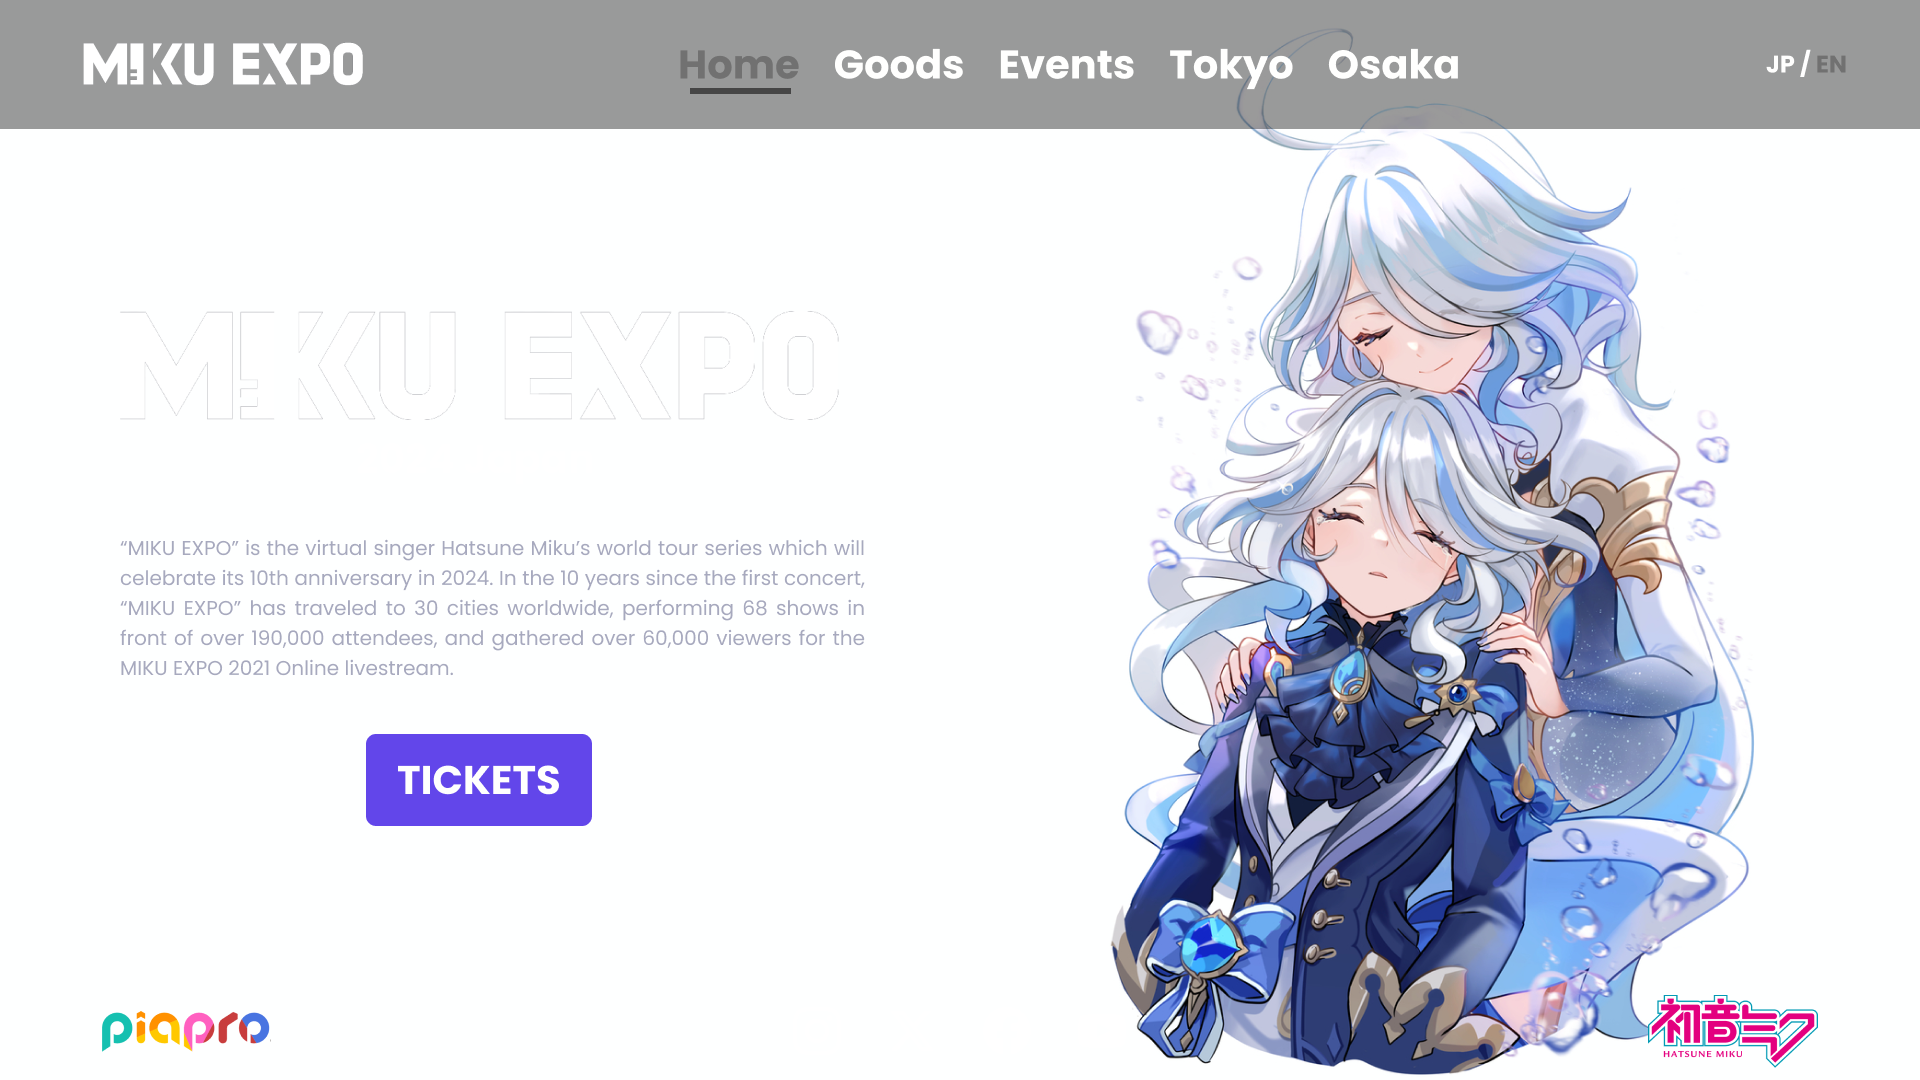 MIKU EXPO
Home Goods Events Tokyo Osaka
JP / EN
MIKU EXPO
“MIKU EXPO” is the virtual singer Hatsune Miku’s world tour series which will
celebrate its 10th anniversary in 2024. In the 10 years since the first concert,
“MIKU EXPO” has traveled to 30 cities worldwide, performing 68 shows in
front of over 190,000 attendees, and gathered over 60,000 viewers for the
MIKU EXPO 2021 Online livestream.
TICKETS
piapro
初音ミク
HATSUNE MIKU